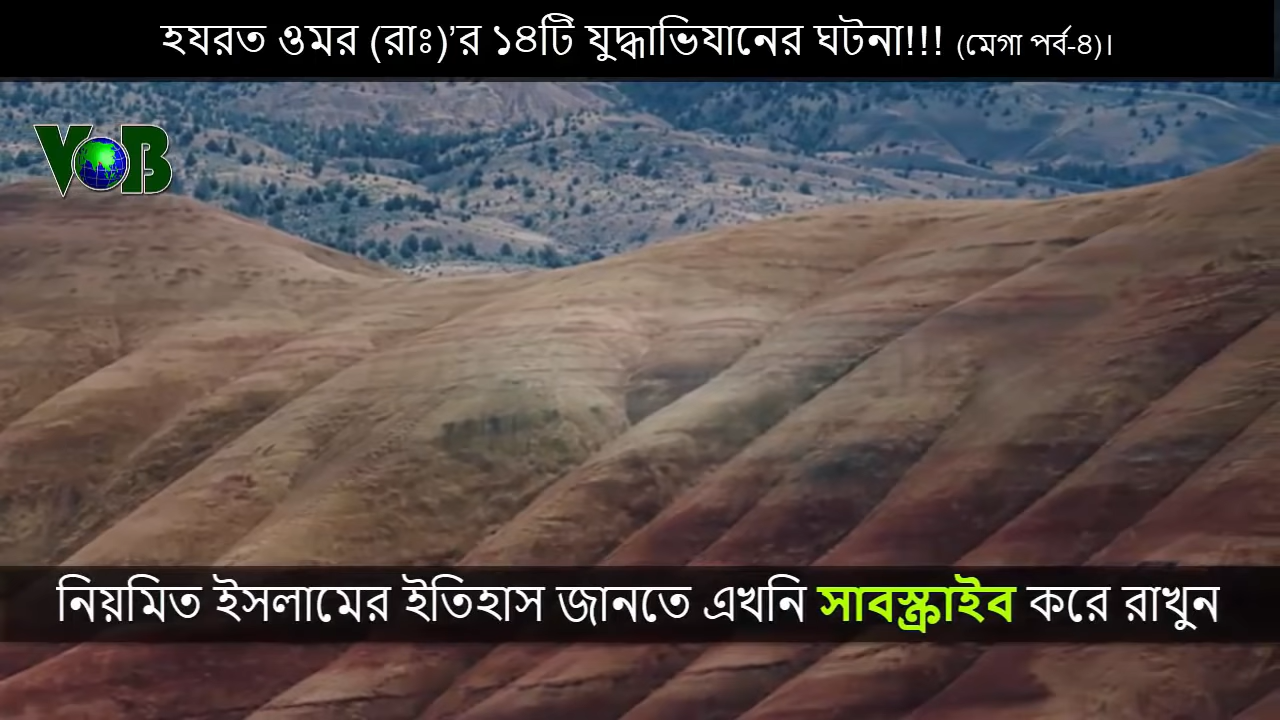 হযরত ওমর (রাঃ)’র ১৪টি যুদ্ধাভিযানের ঘটনা!!! (মেগা পর্ব-৪)।
VOB
নিয়মিত ইসলামের ইতিহাস জানতে এখনি সাবস্ক্রাইব করে রাখুন